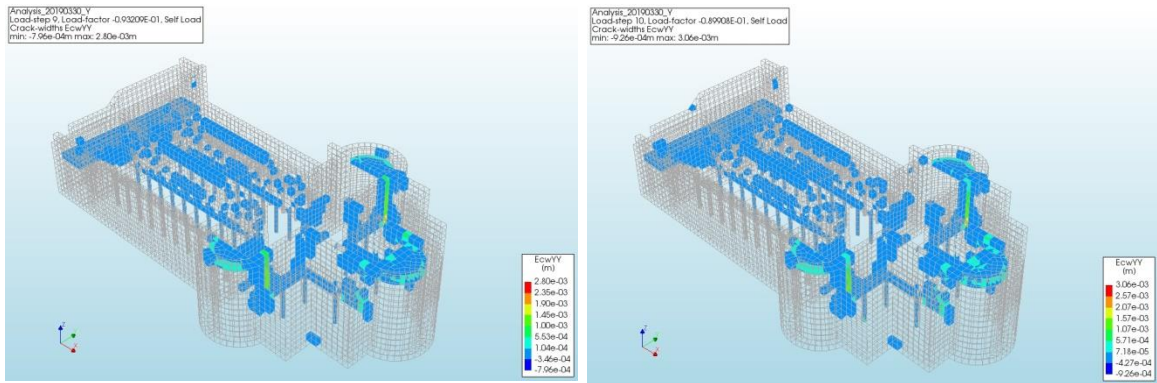 Analysis_20190330_Y
Load-step 9, Load-factor -0.93209E-01, Self Load
Crack-widths EcwYY
min: -7.96e-04m max: 2.80e-03m
EcwYY
(m)
2.80e-03
2.35e-03
1.90e-03
1.45e-03
1.00e-03
5.53e-04
1.04e-04
-3.46e-04
-7.96e-04
Analysis_20190330_Y
Load-step 10, Load-factor -0.89908E-01, Self Load
Crack-widths EcwYY
min: -9.26e-04m max: 3.06e-03m
EcwYY
(m)
3.06e-03
2.57e-03
2.07e-03
1.57e-03
1.07e-03
5.71e-04
7.18e-05
-4.27e-04
-9.26e-04